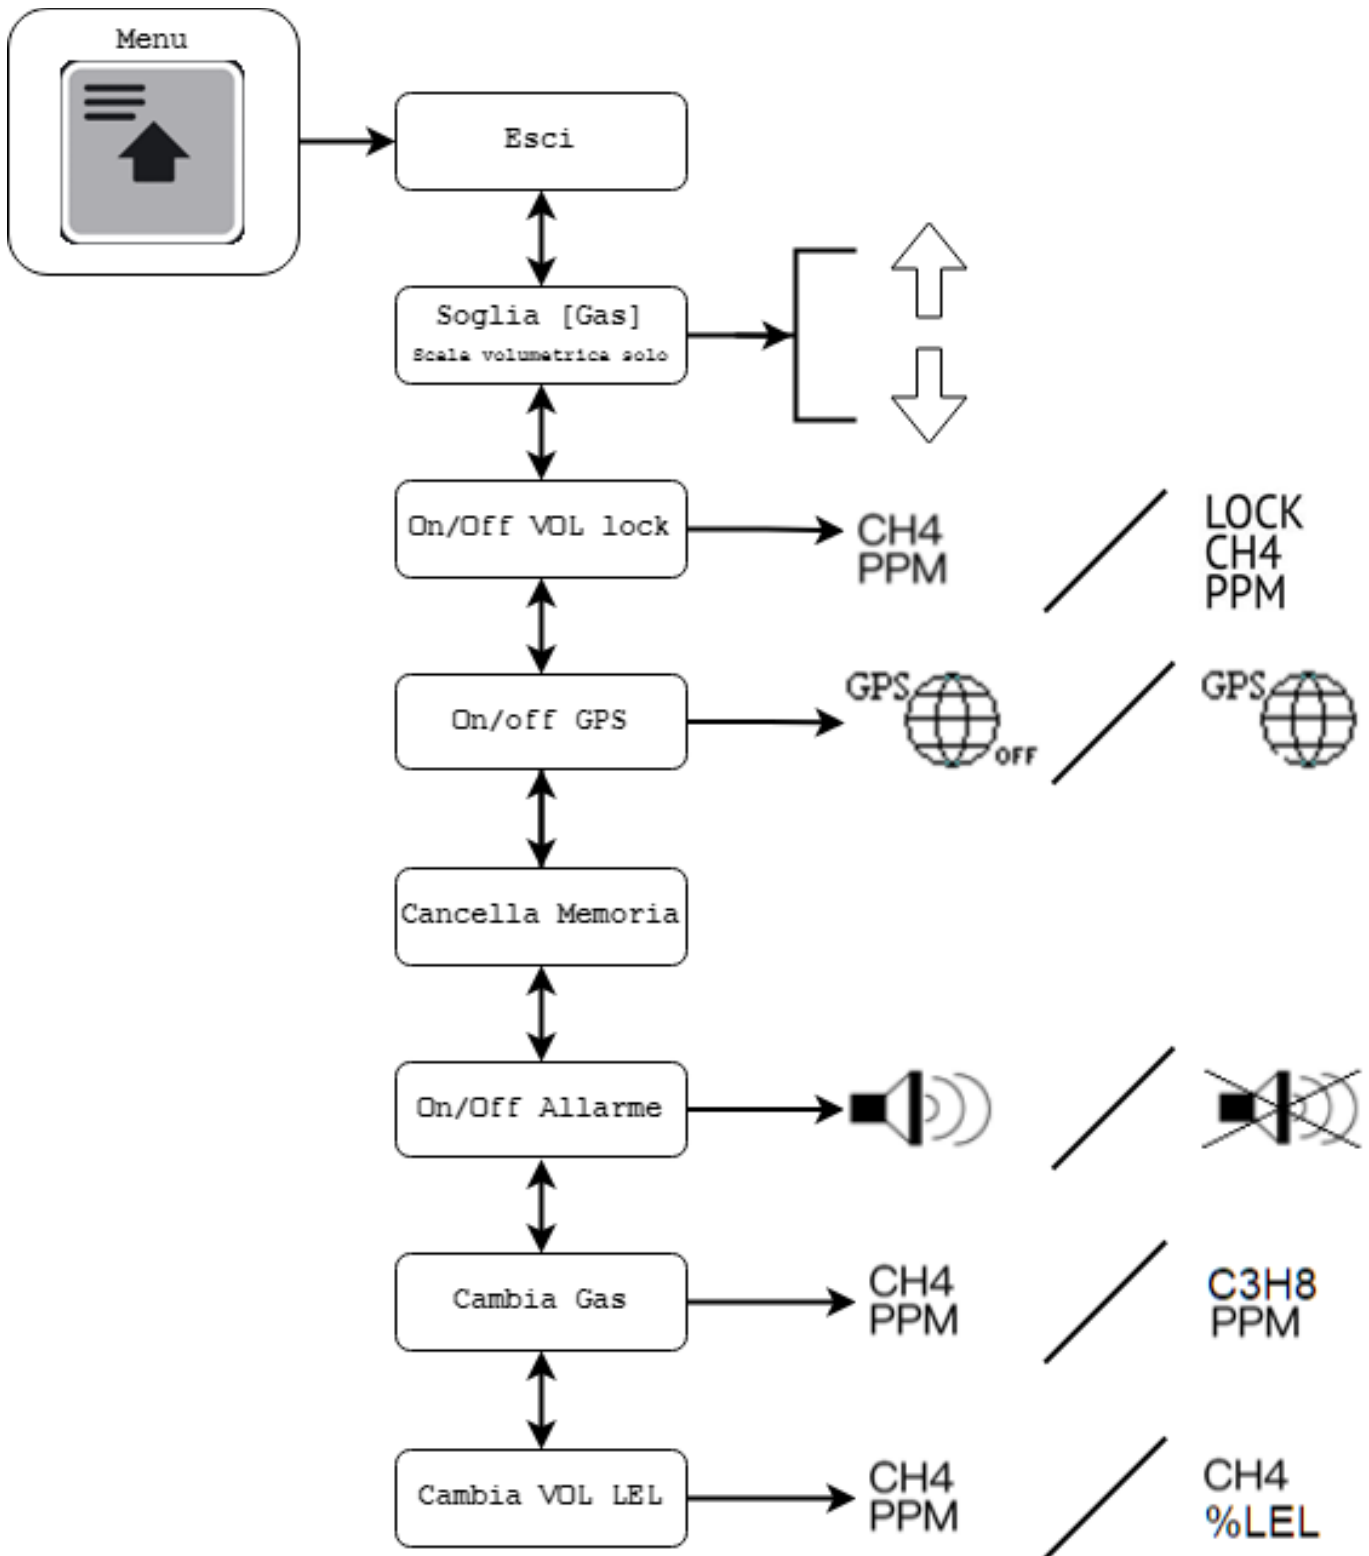 Menu
Esci
Soglia [Gas]
Scala volumetrica solo
On/Off VOL lock
CH4
PPM
LOCK
CH4
PPM
On/off GPS
GPS
OFF
GPS
Cancella Memoria
On/Off Allarme
Cambia Gas
CH4
PPM
C3H8
PPM
Cambia VOL LEL
CH4
PPM
CH4
%LEL